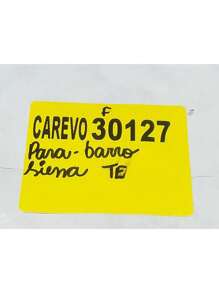 F
CAREVO 30127
Para-barro
Siena TE